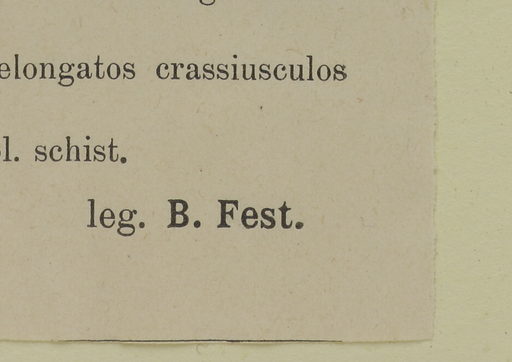 elongatos crassiusculos
l. schist.
leg. B. Fest.